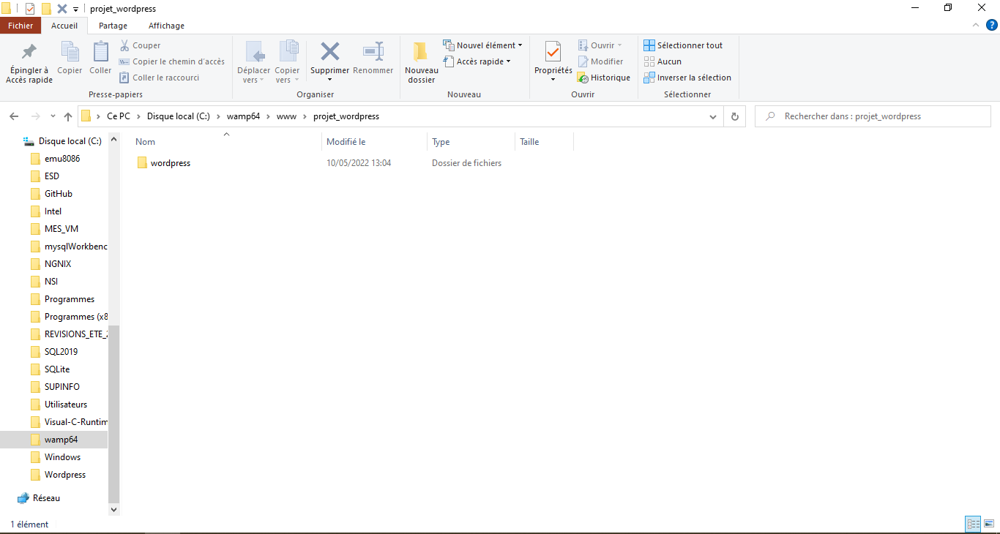 projet_wordpress
Fichier Accueil Partage Affichage
Épingler à Accès rapide
Copier
Coller
Couper
Copier le chemin d'accès
Coller le raccourci
Presse-papiers
Déplacer vers
Copier vers
Supprimer
Renommer
Organiser
Nouveau dossier
Nouvel élément
Accès rapide
Nouveau
Propriétés
Ouvrir
Modifier
Historique
Ouvrir
Sélectionner tout
Aucun
Inverser la sélection
Sélectionner
Ce PC > Disque local (C:) > wamp64 > www > projet_wordpress
Rechercher dans : projet_wordpress
Disque local (C:)
emu8086
ESD
GitHub
Intel
MES_VM
mysqlWorkbenc
NGNIX
NSI
Programmes
Programmes (x8
REVISIONS_ETE_2
SQL2019
SQLite
SUPINFO
Utilisateurs
Visual-C-Runtim
wamp64
Windows
Wordpress
Réseau
Nom Modifié le Type Taille
wordpress 10/05/2022 13:04 Dossier de fichiers
1 élément